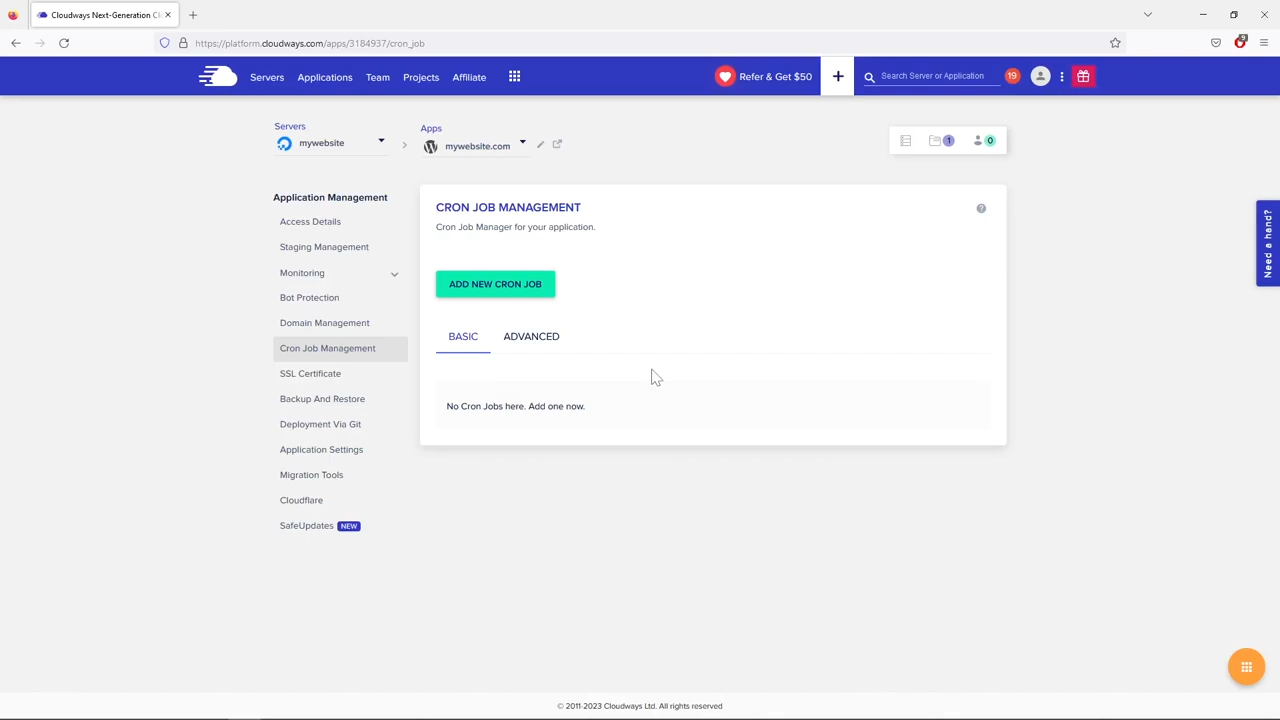 Cloudways Next-Generation Cl
https://platform.cloudways.com/apps/3184937/cron_job
5
Servers Applications Team Projects Affiliate
Refer & Get $50
+
Search Server or Application
19
Servers
mywebsite
Apps
mywebsite.com
1
0
Application Management
Access Details
Staging Management
Monitoring
Bot Protection
Domain Management
Cron Job Management
SSL Certificate
Backup And Restore
Deployment Via Git
Application Settings
Migration Tools
Cloudflare
SafeUpdates NEW
CRON JOB MANAGEMENT
Cron Job Manager for your application.
ADD NEW CRON JOB
BASIC ADVANCED
No Cron Jobs here. Add one now.
Need a hand?
© 2011-2023 Cloudways Ltd. All rights reserved